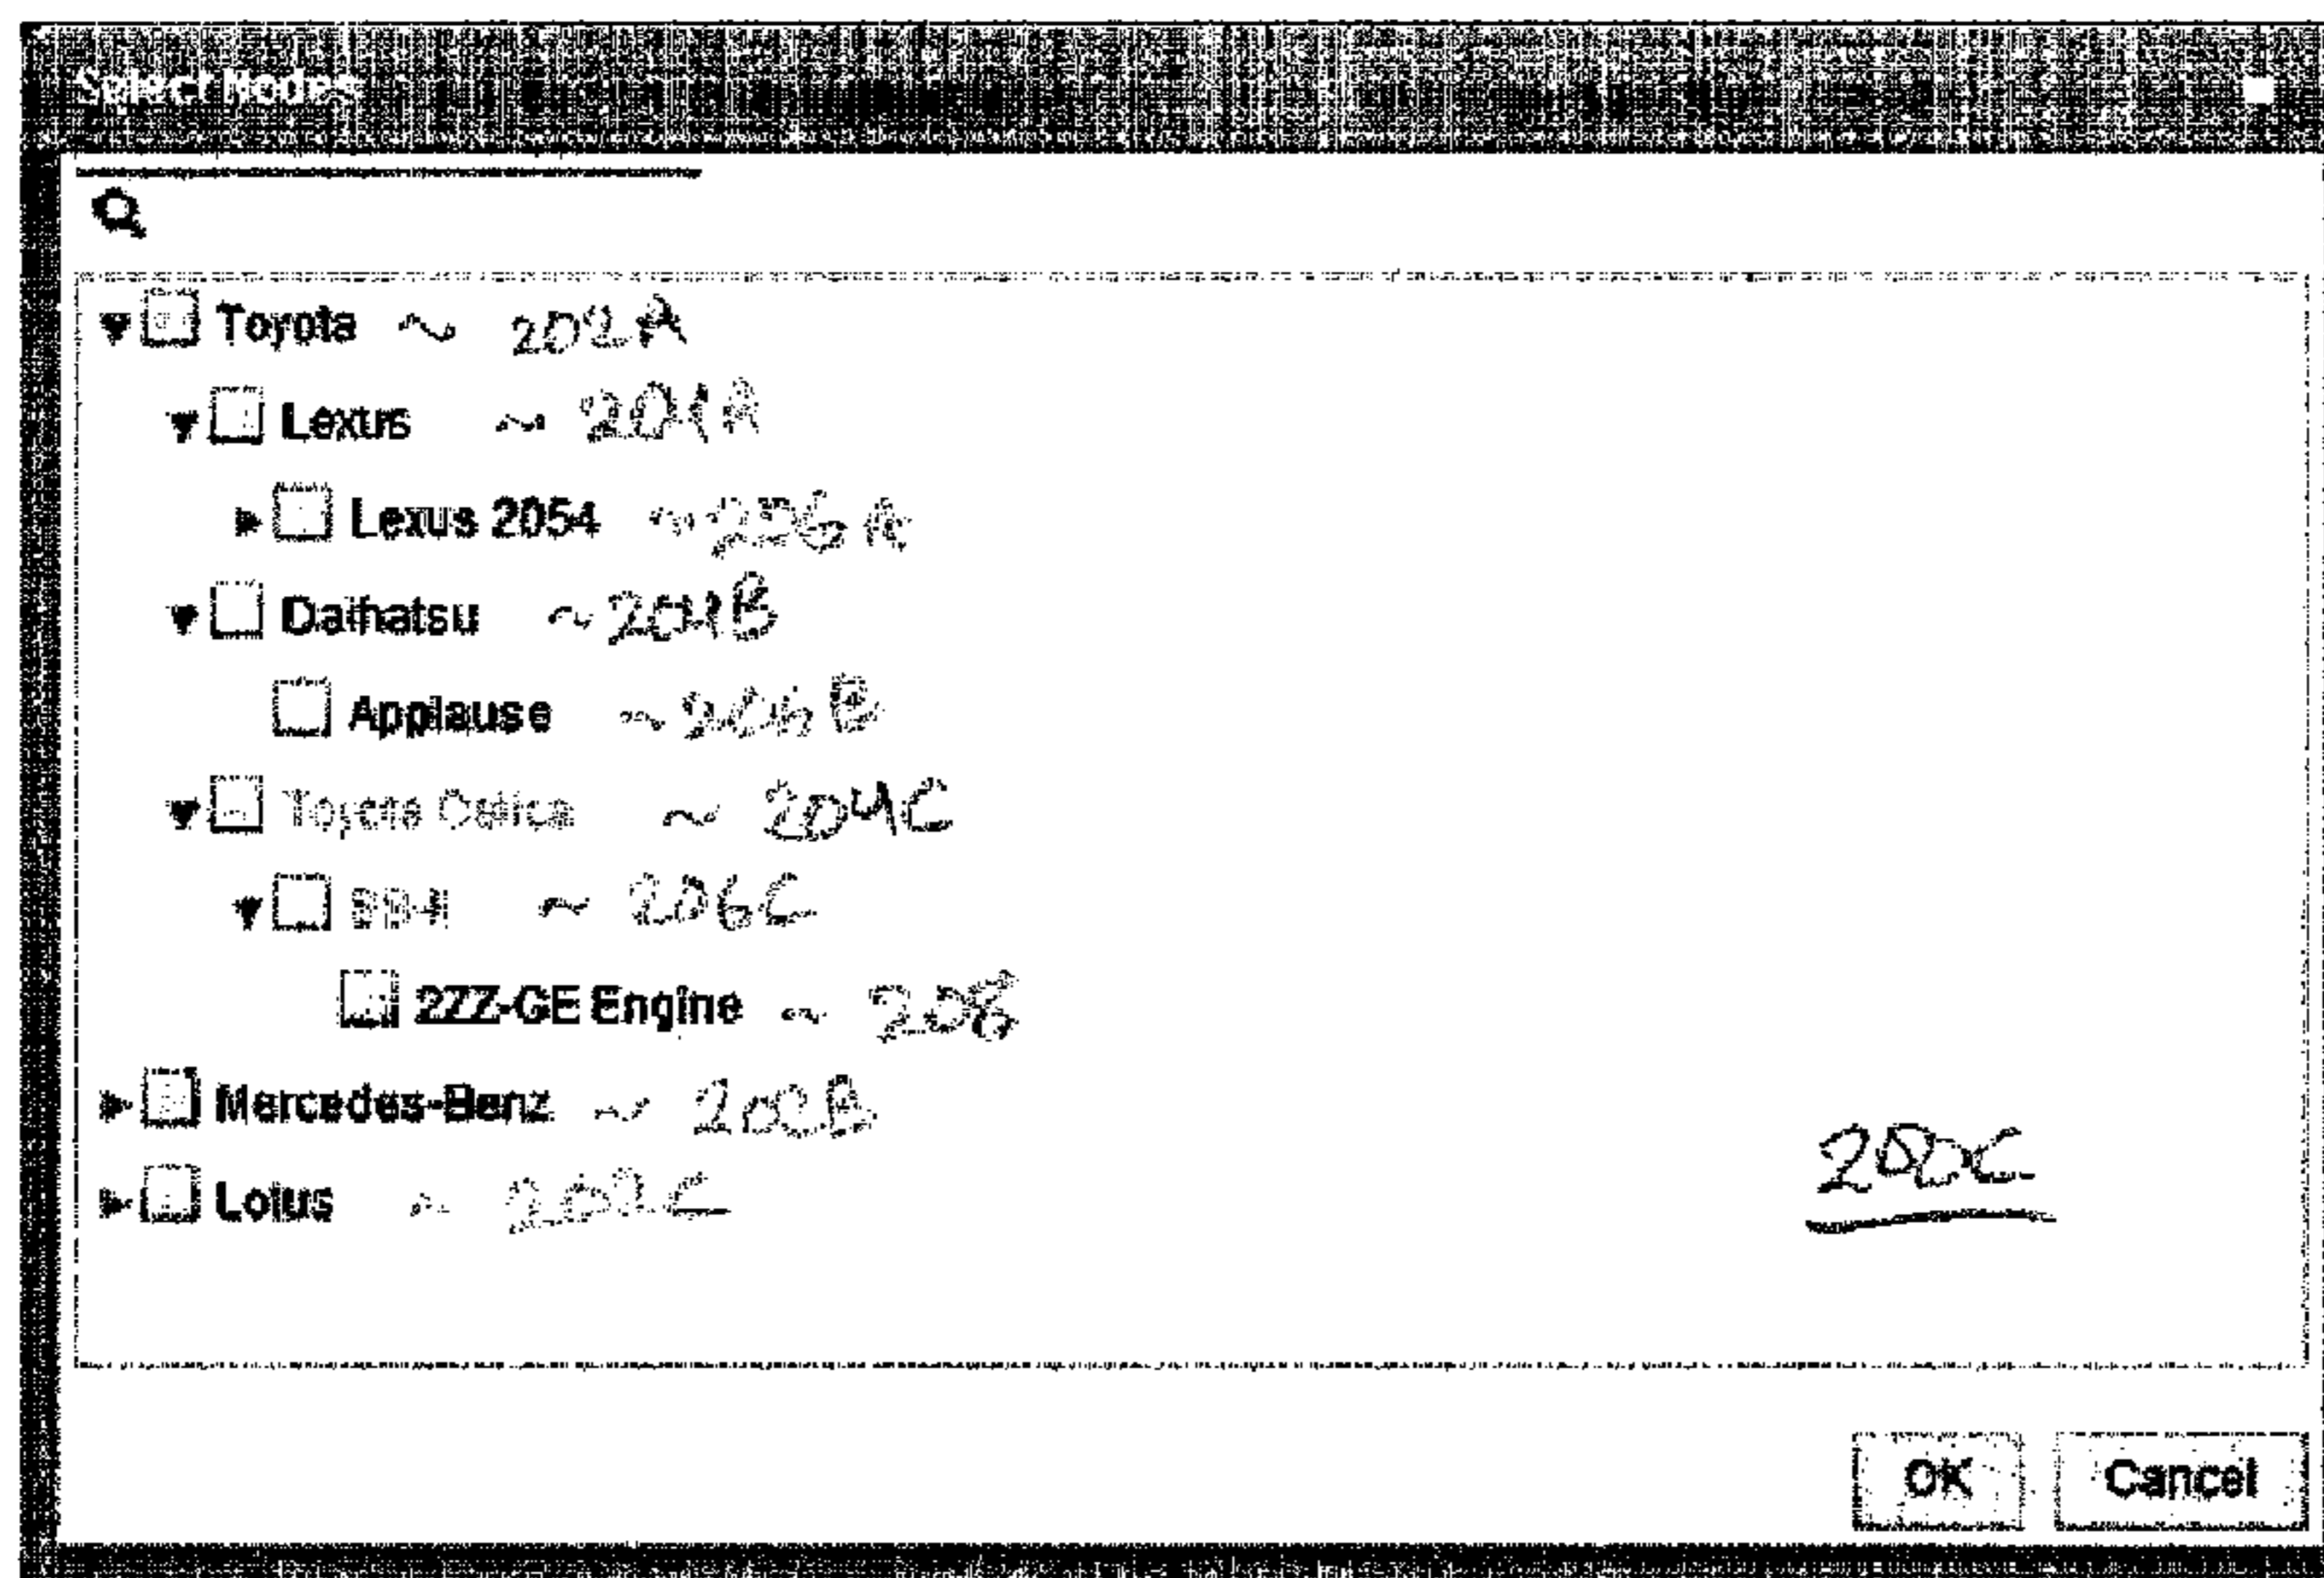 Select Nodes
Toyota ~ 202A
Lexus ~ 204A
Lexus 2054 ~ 206A
Daihatsu ~ 204B
Applause ~ 206B
Toyota Celica ~ 204C
~ 206C
2ZZ-GE Engine ~ 208
Mercedes-Benz ~ 202B
Lotus ~ 202C
200C
OK Cancel